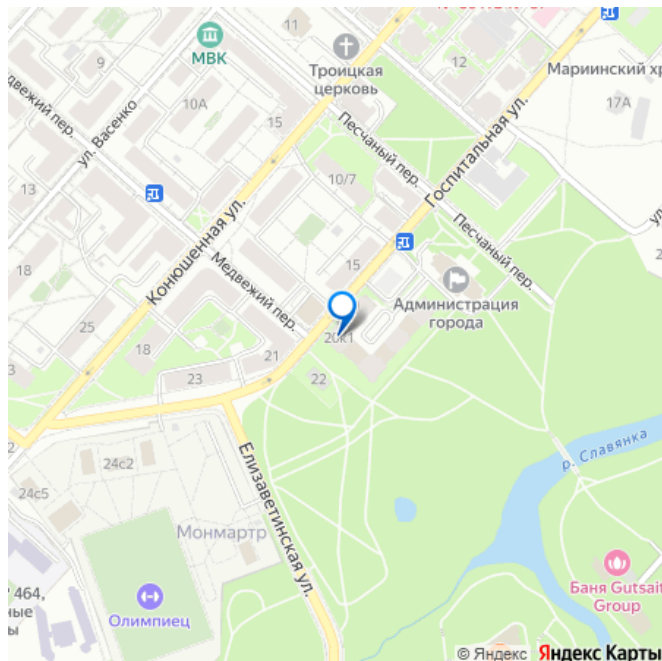 МВК
9
Троицкая
церковь
12
Мариинский хр
17А
Медвежий пер.
ул. Васенко
10А
15
Песчаный пер.
Госпитальная ул.
10/7
13
Песчаный пер.
18
Конюшенная ул.
Медвежий пер.
15
Администрация
города
25
20к1
18
21
22
23
24с2
24с5
р. Славянка
Елизаветинская ул.
Монмартр
464,
ные
ы
Олимпиец
Баня Gutsait
Group
© Яндекс Яндекс Карты